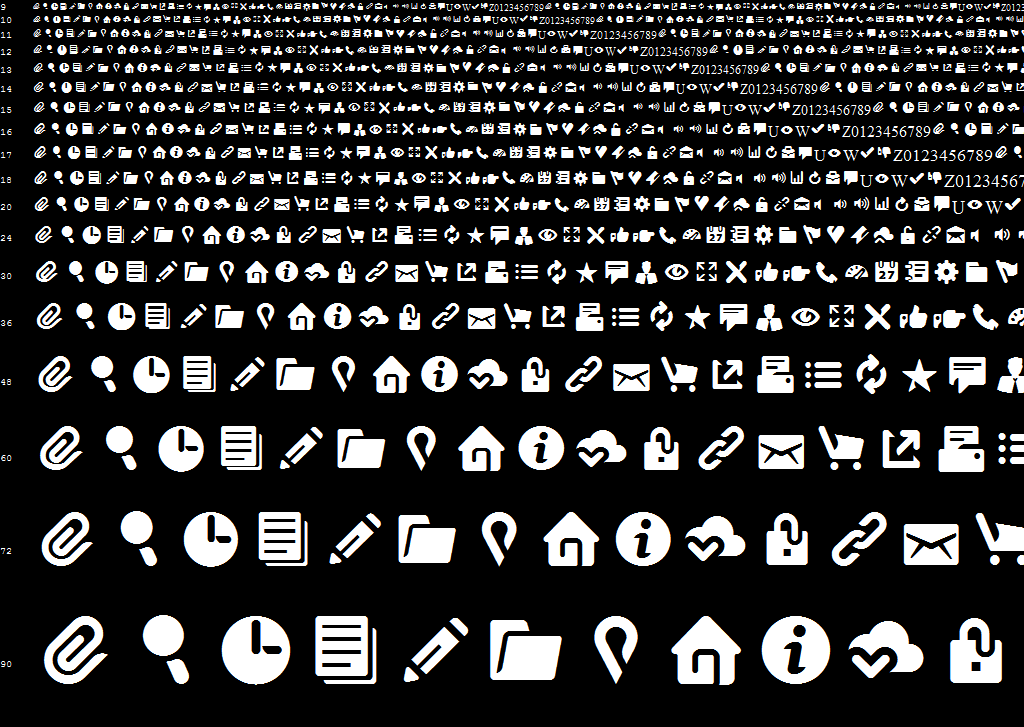 9 U W Z0123456789 U W Z012
10 U W Z0123456789
11 U W Z0123456789
12 U W Z0123456789
13 U W Z0123456789
14 U W Z0123456789
15 U W Z0123456789
16 U W Z0123456789
17 U W Z0123456789
18 U W Z01234567
20 U W
24
30
36
48
60
72
90